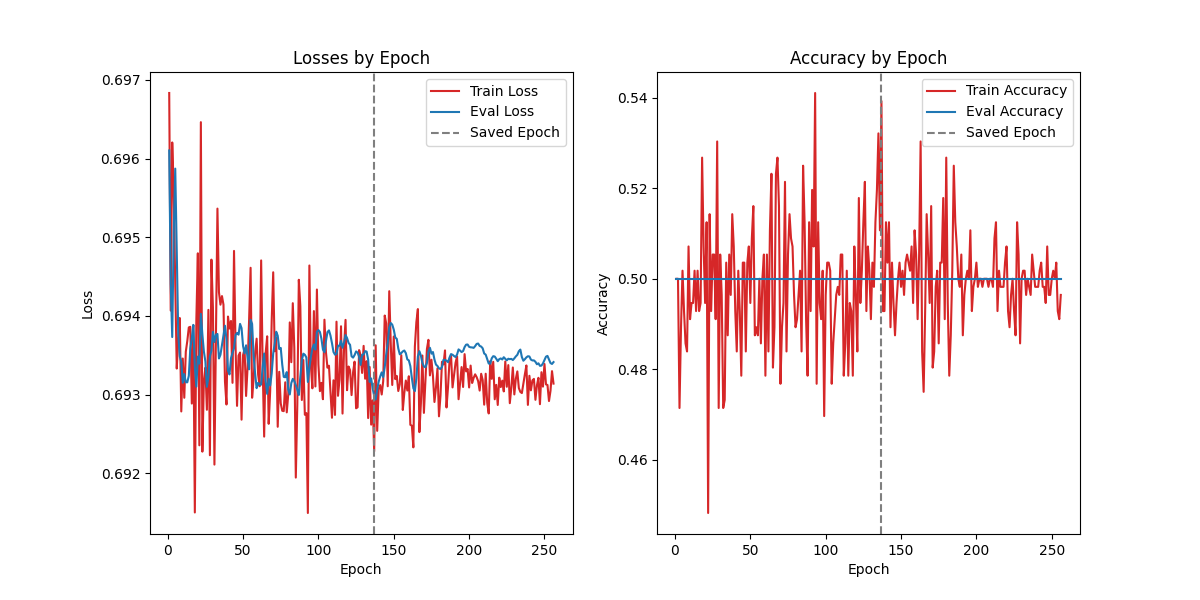 Losses by Epoch
0.697
0.696
0.695
0.694
0.693
0.692
Loss
0
50
100
150
200
250
Epoch
Train Loss
Eval Loss
Saved Epoch
Accuracy by Epoch
0.54
0.52
0.50
0.48
0.46
Accuracy
0
50
100
150
200
250
Epoch
Train Accuracy
Eval Accuracy
Saved Epoch